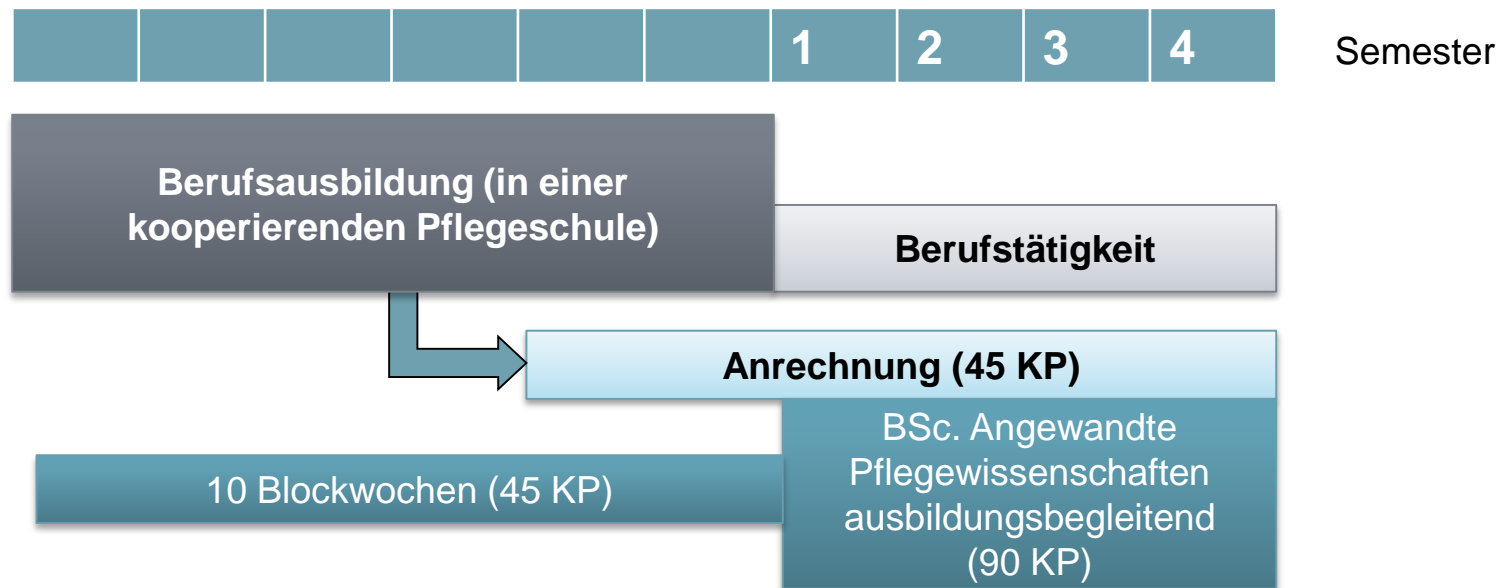 1 2 3 4 Semester
Berufsausbildung (in einer
kooperierenden Pflegeschule)
Berufstätigkeit
Anrechnung (45 KP)
BSc. Angewandte
Pflegewissenschaften
ausbildungsbegleitend
(90 KP)
10 Blockwochen (45 KP)